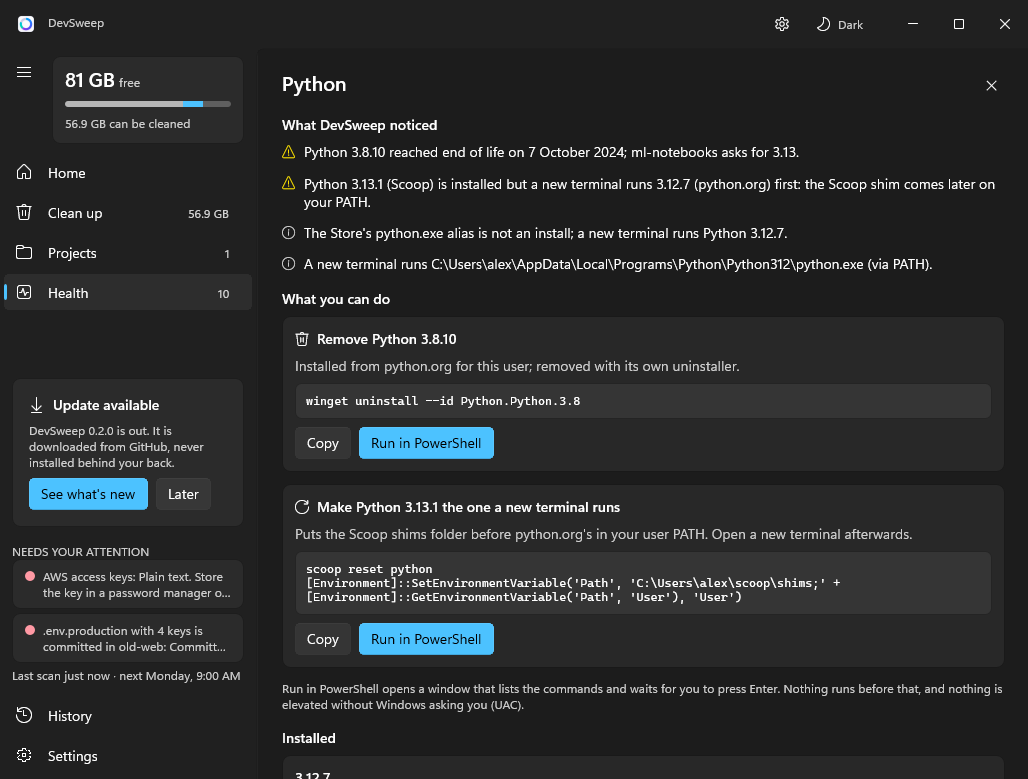 DevSweep
Dark
81 GB free
56.9 GB can be cleaned
Home
Clean up 56.9 GB
Projects 1
Health 10
Update available
DevSweep 0.2.0 is out. It is
downloaded from GitHub, never
installed behind your back.
See what's new
Later
NEEDS YOUR ATTENTION
AWS access keys: Plain text. Store
the key in a password manager o...
.env.production with 4 keys is
committed in old-web: Committ...
Last scan just now · next Monday, 9:00 AM
History
Settings
Python
What DevSweep noticed
Python 3.8.10 reached end of life on 7 October 2024; ml-notebooks asks for 3.13.
Python 3.13.1 (Scoop) is installed but a new terminal runs 3.12.7 (python.org) first: the Scoop shim comes later on
your PATH.
The Store's python.exe alias is not an install; a new terminal runs Python 3.12.7.
A new terminal runs C:\Users\alex\AppData\Local\Programs\Python\Python312\python.exe (via PATH).
What you can do
Remove Python 3.8.10
Installed from python.org for this user; removed with its own uninstaller.
winget uninstall --id Python.Python.3.8
Copy
Run in PowerShell
Make Python 3.13.1 the one a new terminal runs
Puts the Scoop shims folder before python.org's in your user PATH. Open a new terminal afterwards.
scoop reset python
[Environment]::SetEnvironmentVariable('Path', 'C:\Users\alex\scoop\shims;' +
[Environment]::GetEnvironmentVariable('Path', 'User'), 'User')
Copy
Run in PowerShell
Run in PowerShell opens a window that lists the commands and waits for you to press Enter. Nothing runs before that, and nothing is
elevated without Windows asking you (UAC).
Installed
3.12.7